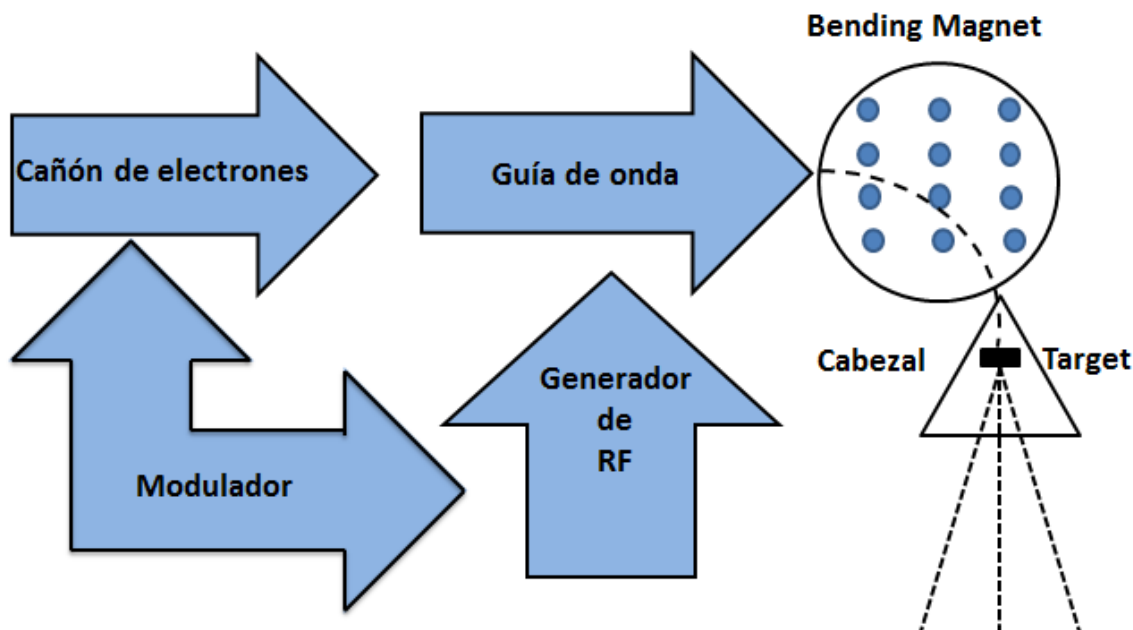 Bending Magnet
Cañón de electrones
Guía de onda
Cabezal
Target
Generador
de
RF
Modulador